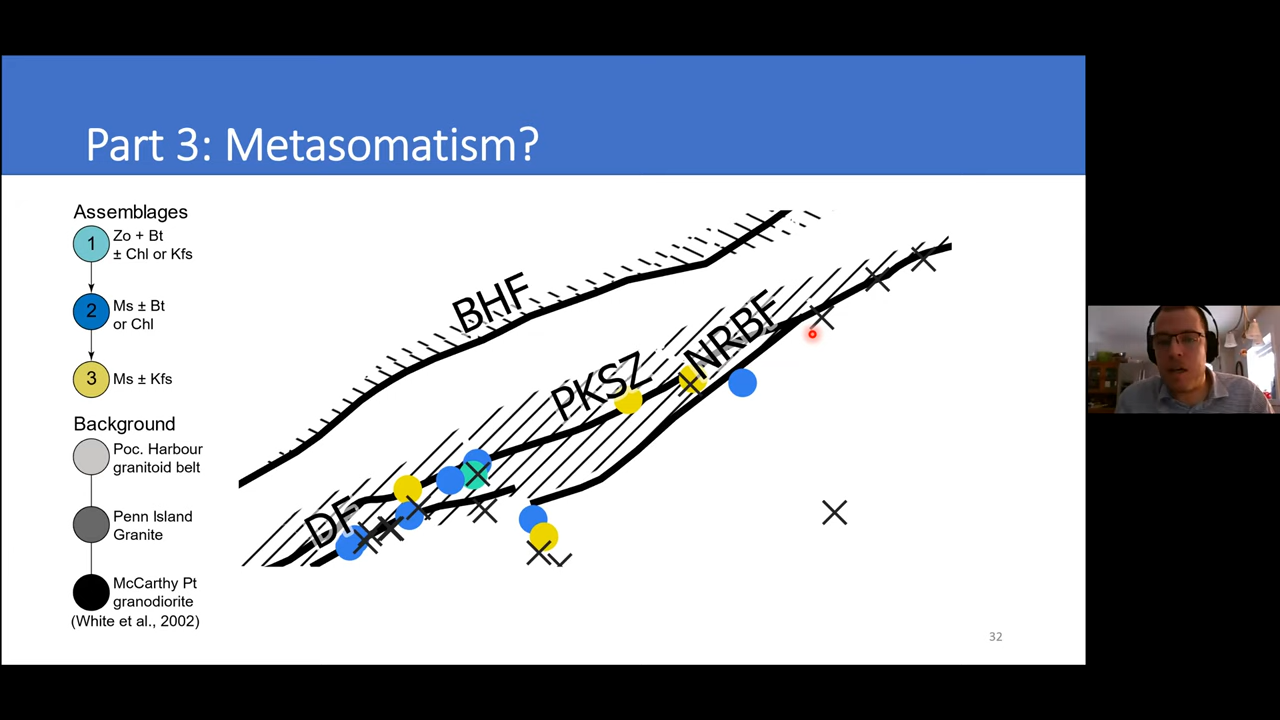 Part 3: Metasomatism?
Assemblages
1
Zo + Bt
± Chl or Kfs
2
Ms ± Bt
or Chl
3
Ms ± Kfs
Background
Poc. Harbour
granitoid belt
Penn Island
Granite
McCarthy Pt
granodiorite
(White et al., 2002)
BHF
NRBF
PKSZ
DF
32